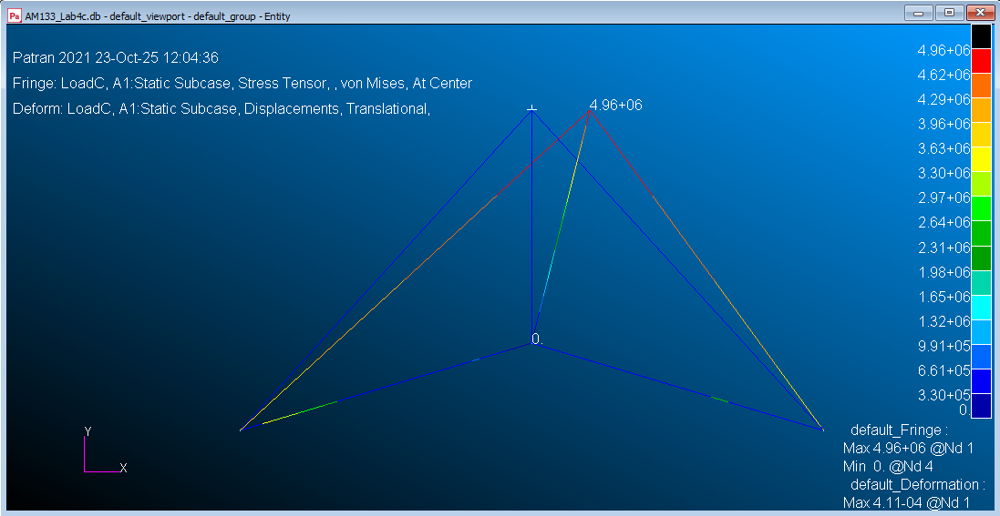 AM133_Lab4c.db - default_viewport - default_group - Entity
Patran 2021 23-Oct-25 12:04:36
Fringe: LoadC, A1:Static Subcase, Stress Tensor, , von Mises, At Center
Deform: LoadC, A1:Static Subcase, Displacements, Translational,
4.96+06
0.
Y
X
4.96+06
4.62+06
4.29+06
3.96+06
3.63+06
3.30+06
2.97+06
2.64+06
2.31+06
1.98+06
1.65+06
1.32+06
9.91+05
6.61+05
3.30+05
0.
default_Fringe :
Max 4.96+06 @Nd 1
Min 0. @Nd 4
default_Deformation :
Max 4.11-04 @Nd 1